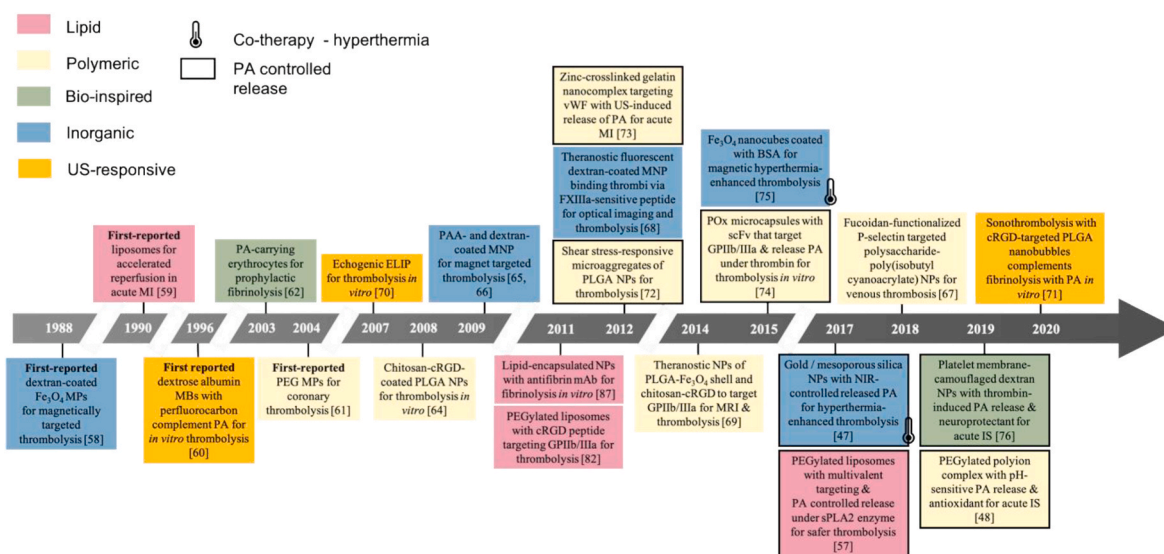 Lipid
Polymeric
Bio-inspired
Inorganic
US-responsive
Co-therapy - hyperthermia
PA controlled
release
First-reported
liposomes for
accelerated
reperfusion in
acute MI [59]
PA-carrying
erythrocytes for
prophylactic
fibrinolysis [62]
Echogenic ELIP
for thrombolysis in
vitro [70]
PAA- and dextran-
coated MNP
for magnet targeted
thrombolysis [65,
66]
Zinc-crosslinked gelatin
nanocomplex targeting
vWF with US-induced
release of PA for acute
MI [73]
Theranostic fluorescent
dextran-coated MNP
binding thrombi via
FXIIIa-sensitive peptide
for optical imaging and
thrombolysis [68]
Shear stress-responsive
microaggregates of
PLGA NPs for
thrombolysis [72]
Fe₃O₄ nanocubes coated
with BSA for
magnetic hyperthermia-
enhanced thrombolysis
[75]
POx microcapsules with
scFv that target
GPIIb/IIIa & release PA
under thrombin for
thrombolysis in vitro
[74]
Fucoidan-functionalized
P-selectin targeted
polysaccharide-
poly(isobutyl
cyanoacrylate) NPs for
venous thrombosis [67]
Sonothrombolysis with
cRGD-targeted PLGA
nanobubbles
complements
fibrinolysis with PA in
vitro [71]
1988 1990 1996 2003 2004 2007 2008 2009 2011 2012 2014 2015 2017 2018 2019 2020
First-reported
dextran-coated
Fe₃O₄ MPs
for magnetically
targeted
thrombolysis [58]
First reported
dextrose albumin
MBs with
perfluorocarbon
complement PA for
in vitro thrombolysis
[60]
First-reported
PEG MPs for
coronary
thrombolysis [61]
Chitosan-cRGD-
coated PLGA NPs
for thrombolysis in
vitro [64]
Lipid-encapsulated NPs
with antifibrin mAb for
fibrinolysis in vitro [87]
PEGylated liposomes
with cRGD peptide
targeting GPIIb/IIIa for
thrombolysis [82]
Theranostic NPs of
PLGA-Fe₃O₄ shell and
chitosan-cRGD to target
GPIIb/IIIa for MRI &
thrombolysis [69]
Gold / mesoporous silica
NPs with NIR-
controlled released PA
for hyperthermia-
enhanced thrombolysis
[47]
PEGylated liposomes
with multivalent
targeting &
PA controlled release
under sPLA2 enzyme
for safer thrombolysis
[57]
Platelet membrane-
camouflaged dextran
NPs with thrombin-
induced PA release &
neuroprotectant for
acute IS [76]
PEGylated polyion
complex with pH-
sensitive PA release &
antioxidant for acute IS
[48]